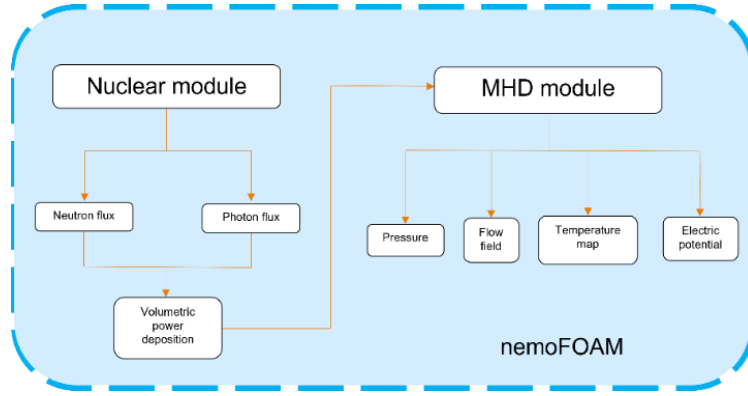 Nuclear module
MHD module
Neutron flux
Photon flux
Pressure
Flow
field
Temperature
map
Electric
potential
Volumetric
power
deposition
nemoFOAM